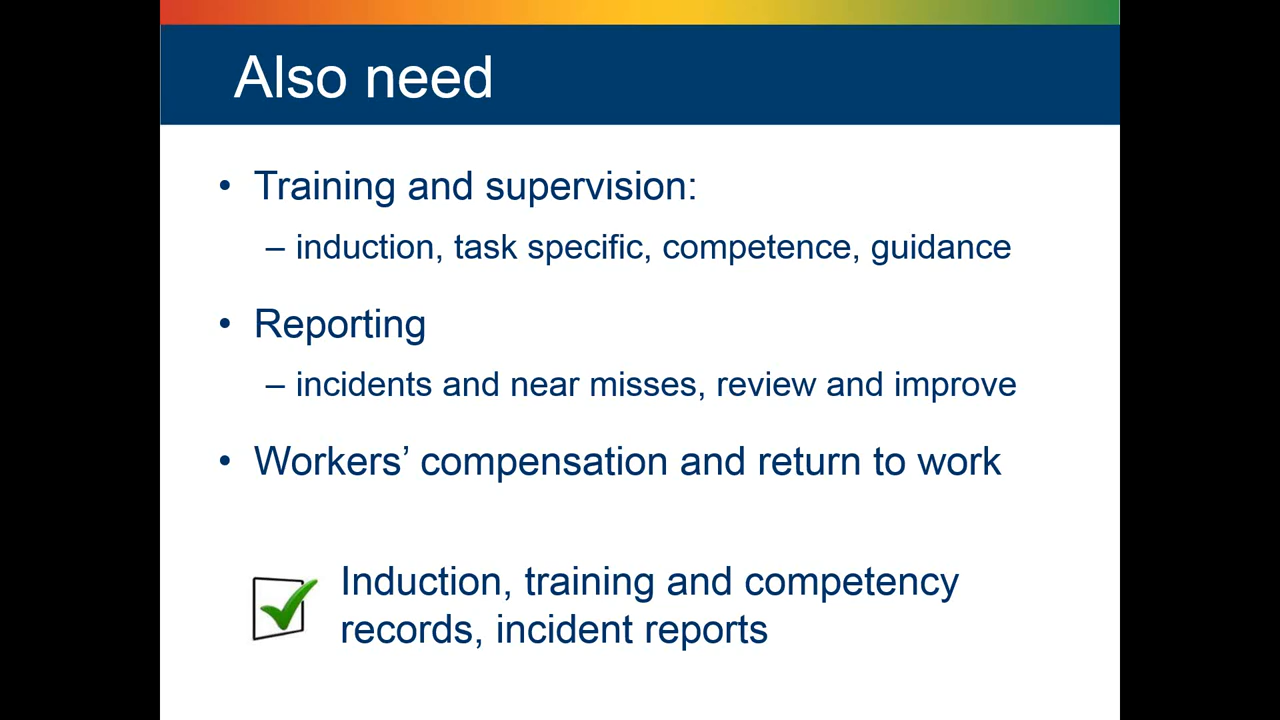 Also need
• Training and supervision:
– induction, task specific, competence, guidance
• Reporting
– incidents and near misses, review and improve
• Workers’ compensation and return to work
Induction, training and competency
records, incident reports